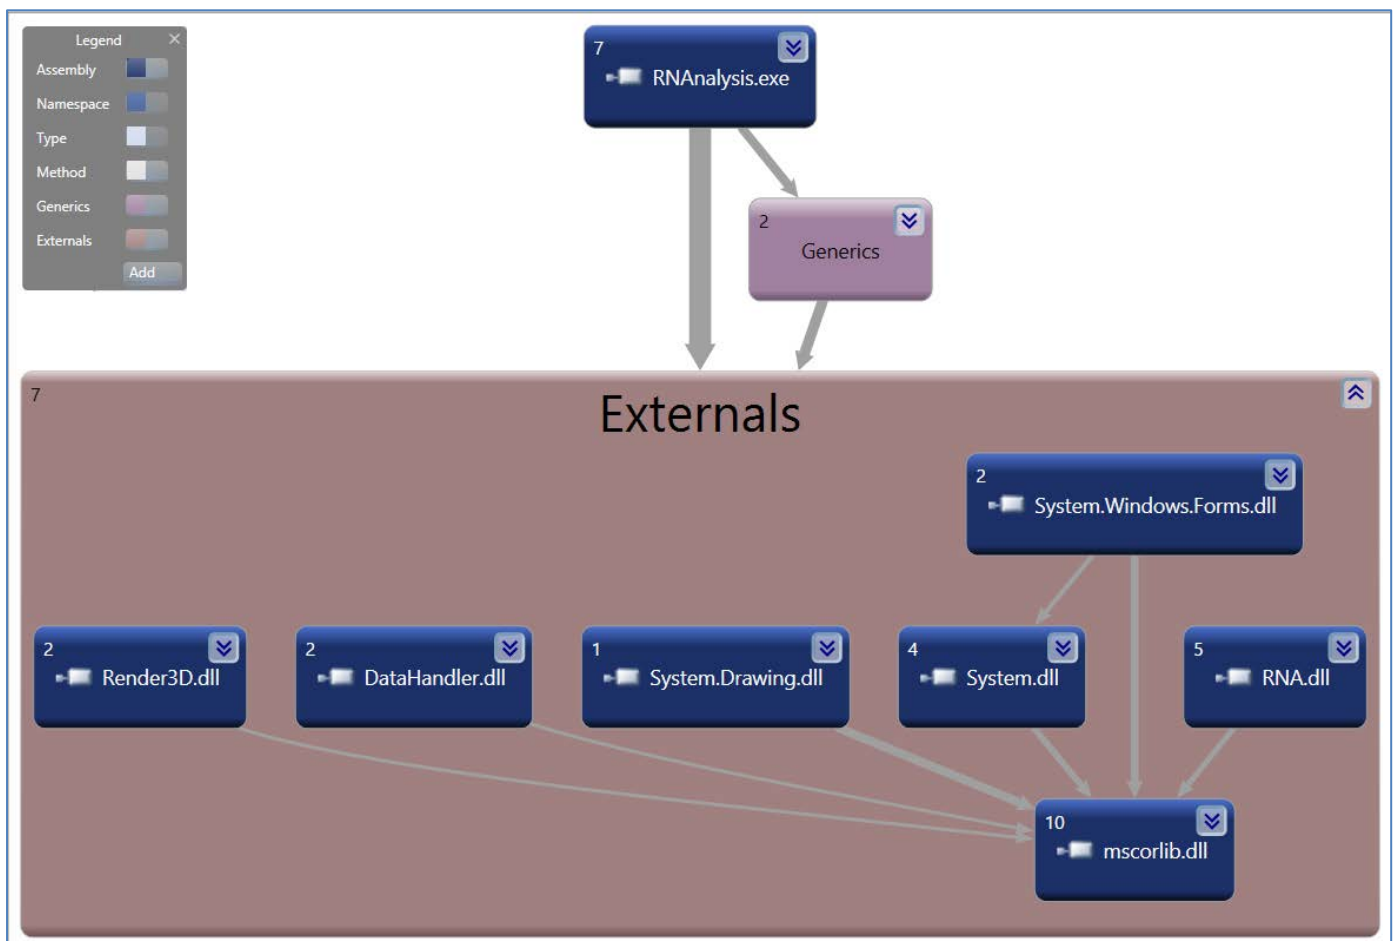 Legend
Assembly
Namespace
Type
Method
Generics
Externals
Add
7
RNAnalysis.exe
2
Generics
7
Externals
2
System.Windows.Forms.dll
2
Render3D.dll
2
DataHandler.dll
1
System.Drawing.dll
4
System.dll
5
RNA.dll
10
mscorlib.dll